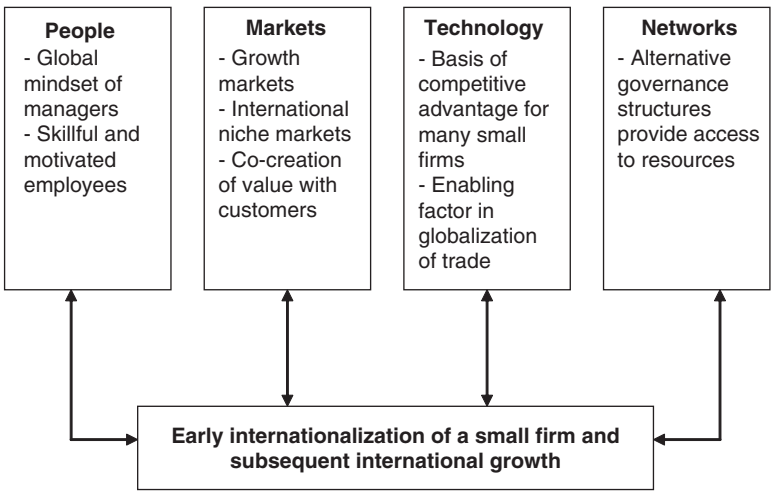 People
- Global
mindset of
managers
- Skillful and
motivated
employees
Markets
- Growth
markets
- International
niche markets
- Co-creation
of value with
customers
Technology
- Basis of
competitive
advantage for
many small
firms
- Enabling
factor in
globalization
of trade
Networks
- Alternative
governance
structures
provide access
to resources
Early internationalization of a small firm and
subsequent international growth